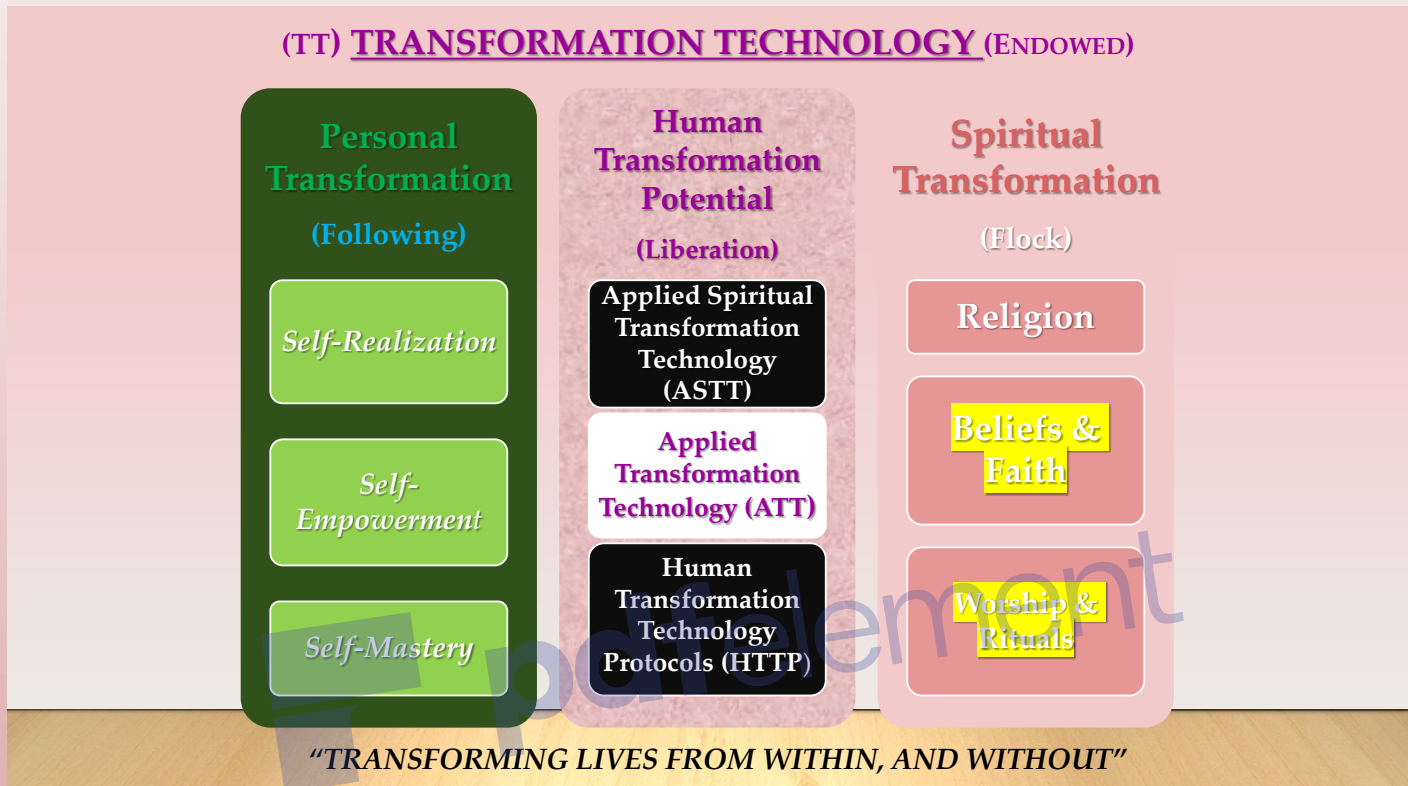 (TT) TRANSFORMATION TECHNOLOGY (ENDOWED)
Personal
Transformation
(Following)
Self-Realization
Self-
Empowerment
Self-Mastery
Human
Transformation
Potential
(Liberation)
Applied Spiritual
Transformation
Technology
(ASTT)
Applied
Transformation
Technology (ATT)
Human
Transformation
Technology
Protocols (HTTP)
Spiritual
Transformation
(Flock)
Religion
Beliefs &
Faith
Worship &
Rituals
pdfelement
“TRANSFORMING LIVES FROM WITHIN, AND WITHOUT”